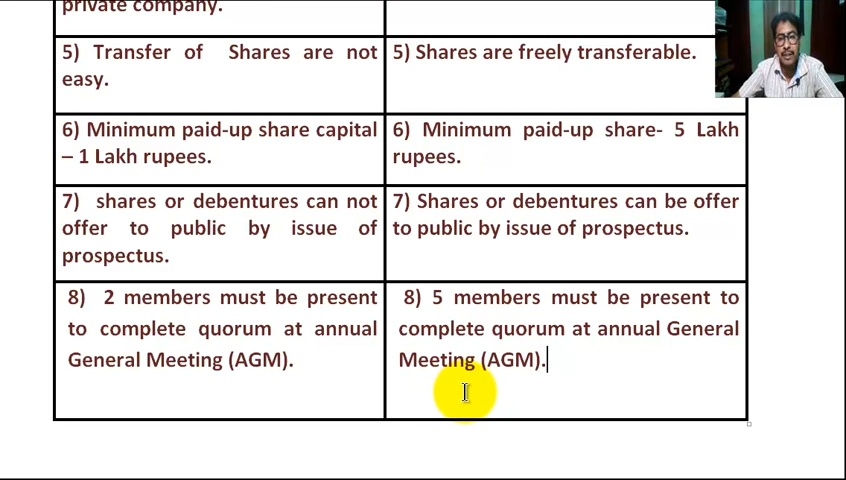 private company.
5) Transfer of Shares are not
easy.
5) Shares are freely transferable.
6) Minimum paid-up share capital
– 1 Lakh rupees.
6) Minimum paid-up share- 5 Lakh
rupees.
7) shares or debentures can not
offer to public by issue of
prospectus.
7) Shares or debentures can be offer
to public by issue of prospectus.
8) 2 members must be present
to complete quorum at annual
General Meeting (AGM).
8) 5 members must be present to
complete quorum at annual General
Meeting (AGM).